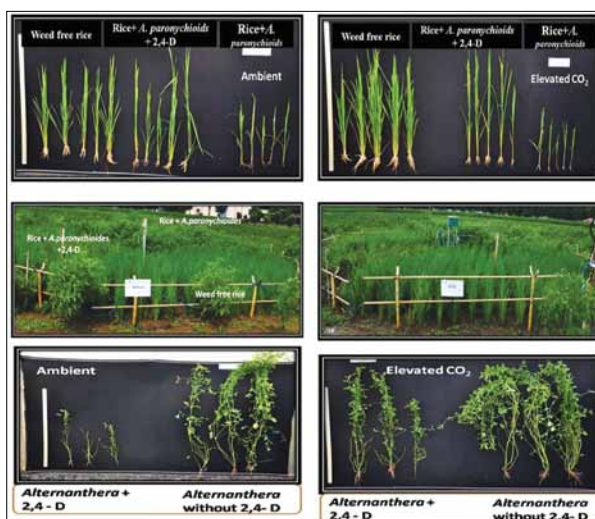 Weed free rice
Rice+ A. paronychioids
+ 2,4-D
Rice+A.
paronychioids
Ambient
Weed free rice
Rice+ A. paronychioids
+ 2,4-D
Rice+A.
paronychioids
Elevated CO₂
Rice + A.paronychioides
Rice + A.paronychioides
+2,4-D
Weed free rice
Ambient
Alternanthera +
2,4 - D
Alternanthera
without 2,4- D
Elevated CO₂
Alternanthera +
2,4 - D
Alternanthera
without 2,4- D